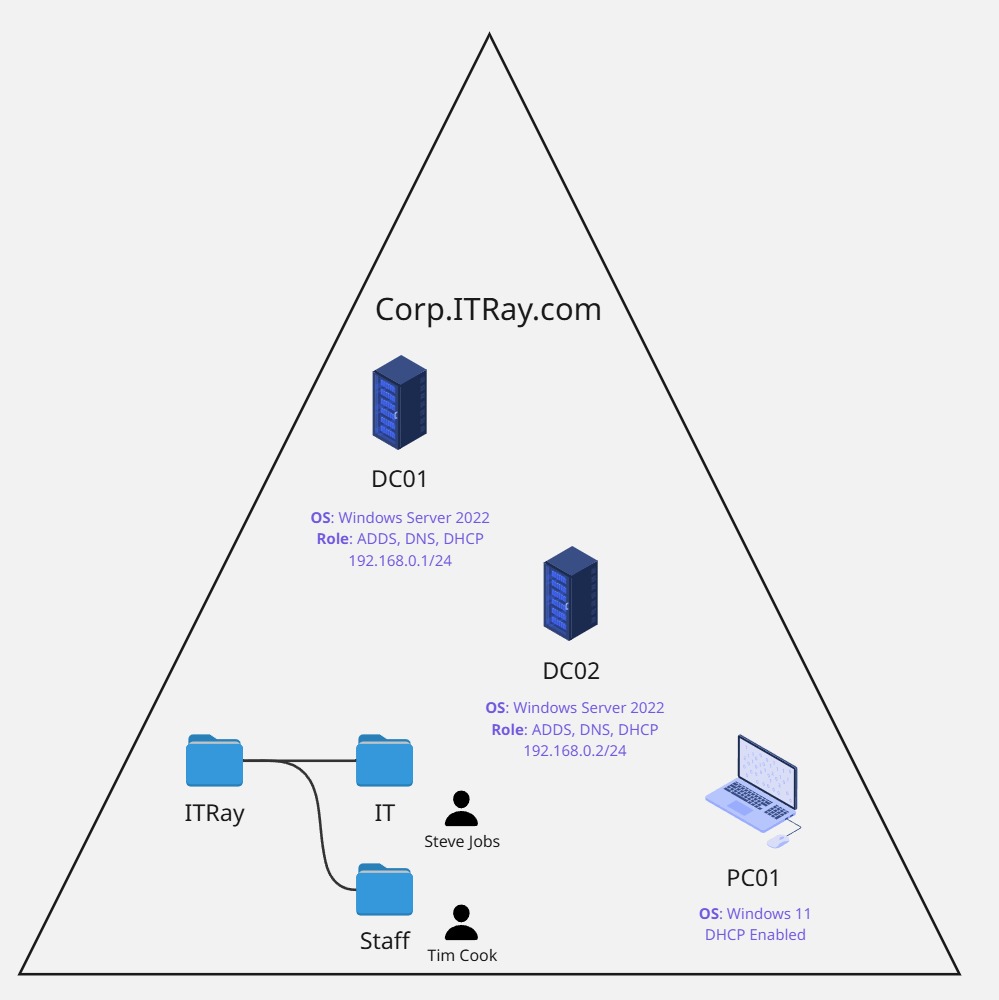 Corp.ITRay.com
DC01
OS: Windows Server 2022
Role: ADDS, DNS, DHCP
192.168.0.1/24
DC02
OS: Windows Server 2022
Role: ADDS, DNS, DHCP
192.168.0.2/24
ITRay
IT
Steve Jobs
Staff
Tim Cook
PC01
OS: Windows 11
DHCP Enabled